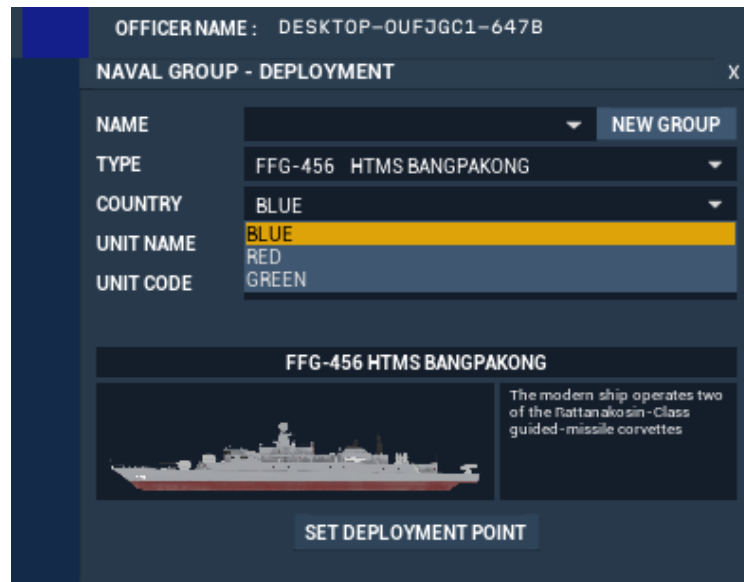 OFFICER NAME : DESKTOP-OUFJGC1-647B
NAVAL GROUP - DEPLOYMENT X
NAME NEW GROUP
TYPE FFG-456 HTMS BANGPAKONG
COUNTRY BLUE
UNIT NAME BLUE
RED
UNIT CODE GREEN
FFG-456 HTMS BANGPAKONG
The modern ship operates two
of the Rattanakosin-Class
guided-missile corvettes
SET DEPLOYMENT POINT